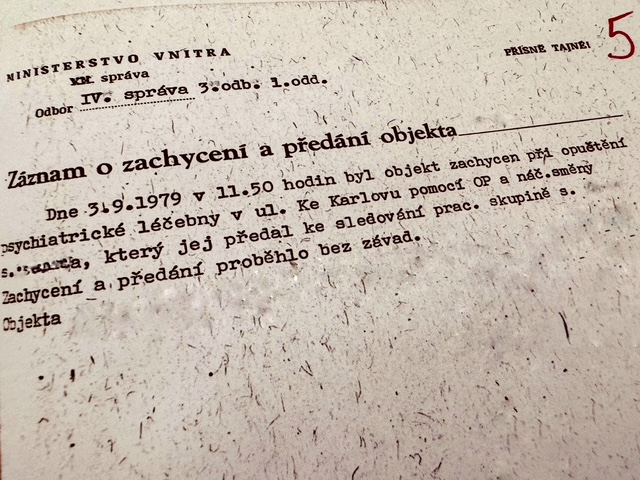 MINISTERSTVO VNITRA
PŘÍSNĚ TAJNÉ!
5
správa
Odbor IV. správa 3.odb. 1.odd.
Záznam o zachycení a předání objekta
Dne 3.9.1979 v 11.50 hodin byl objekt zachycen při opuštění
psychiatrické léčebny v ul. Ke Karlovu pomocí OP a náč.směny
s. který jej předal ke sledování prac. skupině s.
Zachycení a předání proběhlo bez závad.
Objekta